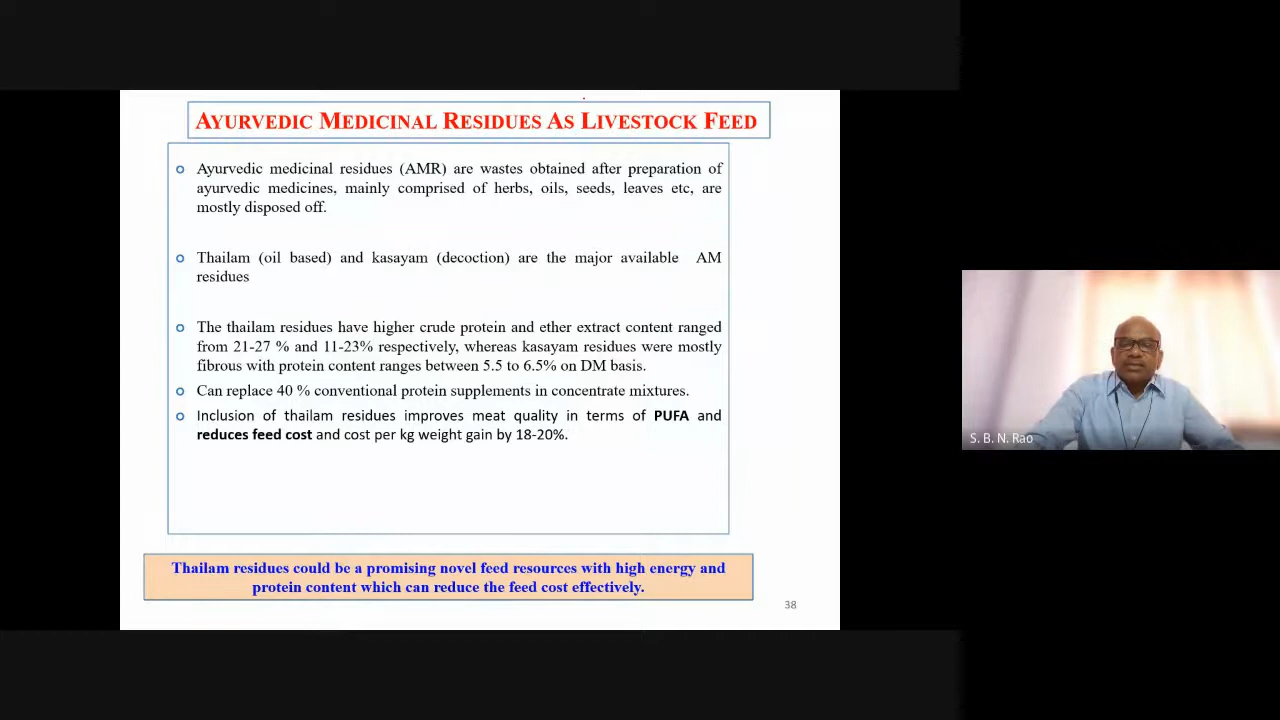 AYURVEDIC MEDICINAL RESIDUES AS LIVESTOCK FEED
Ayurvedic medicinal residues (AMR) are wastes obtained after preparation of
ayurvedic medicines, mainly comprised of herbs, oils, seeds, leaves etc, are
mostly disposed off.
Thailam (oil based) and kasayam (decoction) are the major available AM
residues
The thailam residues have higher crude protein and ether extract content ranged
from 21-27 % and 11-23% respectively, whereas kasayam residues were mostly
fibrous with protein content ranges between 5.5 to 6.5% on DM basis.
Can replace 40 % conventional protein supplements in concentrate mixtures.
Inclusion of thailam residues improves meat quality in terms of PUFA and
reduces feed cost and cost per kg weight gain by 18-20%.
Thailam residues could be a promising novel feed resources with high energy and
protein content which can reduce the feed cost effectively.
38
S. B. N. Rao